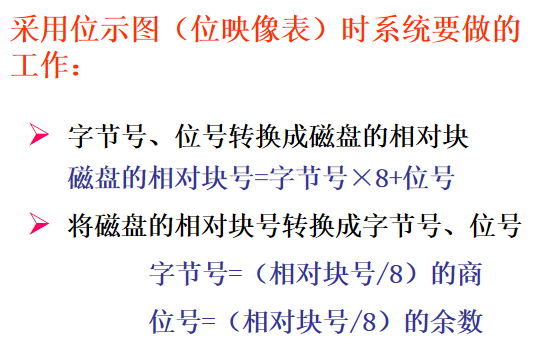 采用位示图（位映像表）时系统要做的
工作：
字节号、位号转换成磁盘的相对块
磁盘的相对块号=字节号×8+位号
将磁盘的相对块号转换成字节号、位号
字节号=（相对块号/8）的商
位号=（相对块号/8）的余数